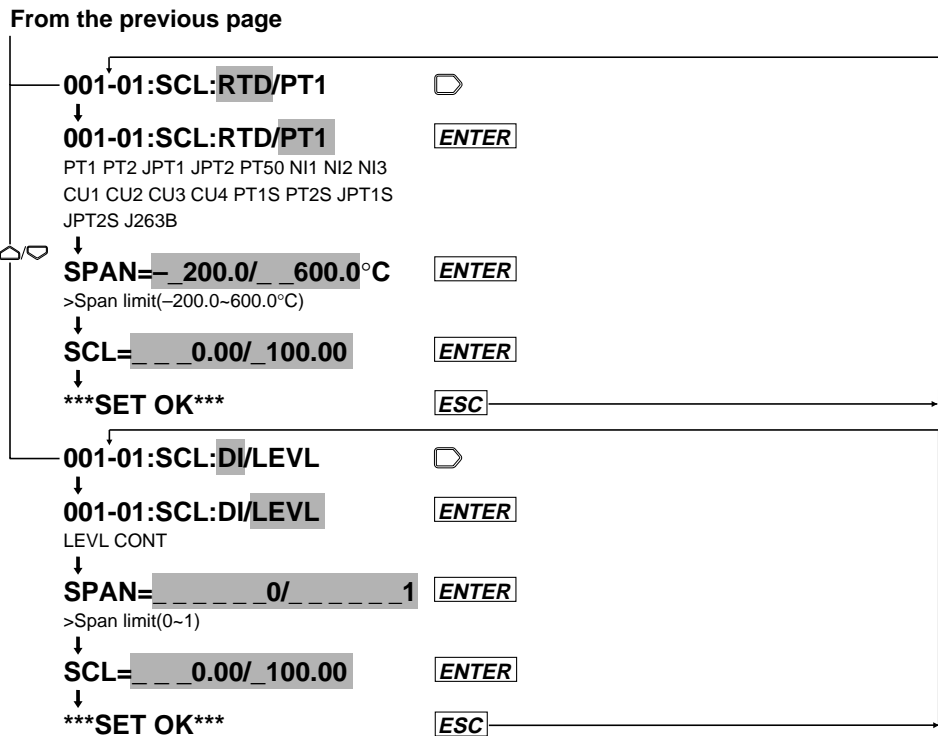 From the previous page
001-01:SCL:RTD/PT1
001-01:SCL:RTD/PT1 ENTER
PT1 PT2 JPT1 JPT2 PT50 NI1 NI2 NI3
CU1 CU2 CU3 CU4 PT1S PT2S JPT1S
JPT2S J263B
SPAN=–_200.0/_ _600.0°C ENTER
>Span limit(–200.0~600.0°C)
SCL=_ _ _0.00/_100.00 ENTER
***SET OK*** ESC
001-01:SCL:DI/LEVL
001-01:SCL:DI/LEVL ENTER
LEVL CONT
SPAN=_ _ _ _ _ _0/_ _ _ _ _ _1 ENTER
>Span limit(0~1)
SCL=_ _ _0.00/_100.00 ENTER
***SET OK*** ESC